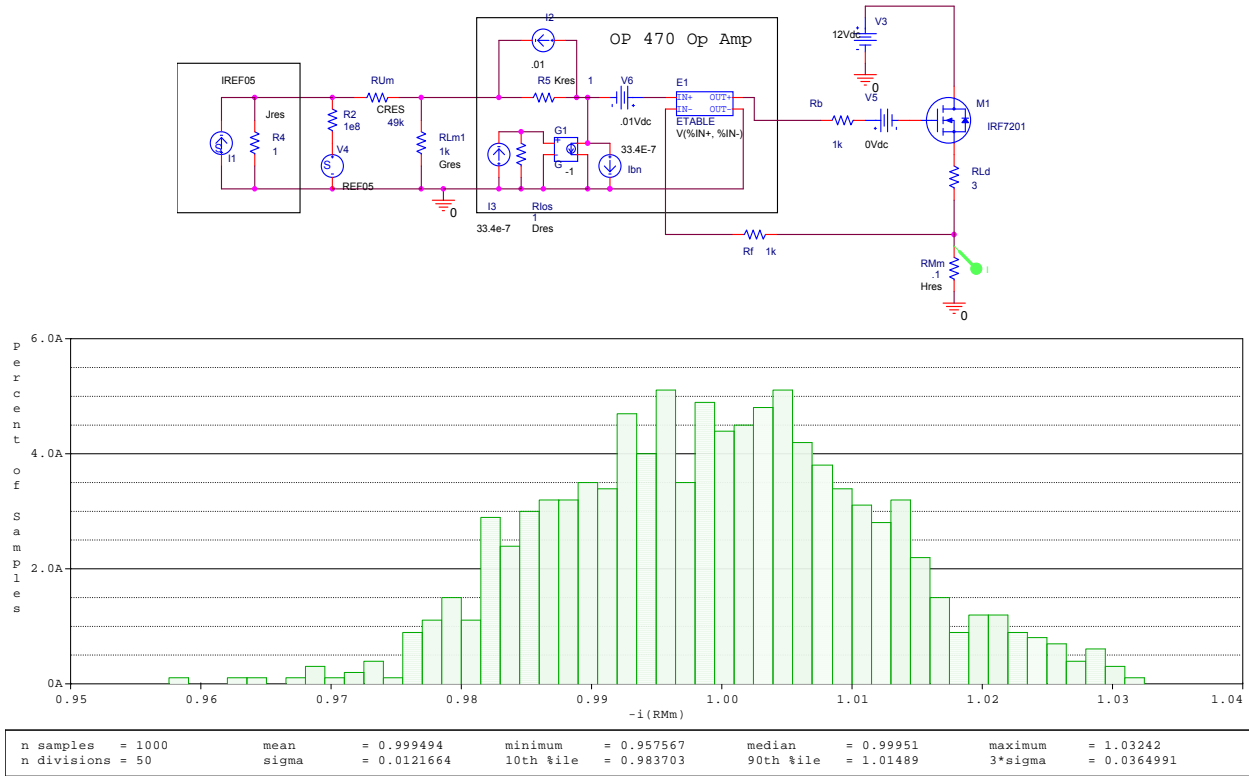 I2
OP 470 Op Amp
V3
12Vdc
0
IREF05
RUm
.01
R5 Kres
1
V6
E1
IN+ OUT+
IN- OUT-
Jres
R2
1e8
CRES
49k
.01Vdc
ETABLE
V(%IN+, %IN-)
Rb
1k
V5
0Vdc
M1
IRF7201
R4
1
I1
V4
S
REF05
RLm1
1k
Gres
G1
G
-1
33.4E-7
Ibn
RLd
3
0
I3
33.4e-7
RIos
1
Dres
Rf 1k
RMm
.1
Hres
I
0
Percent of Samples
6.0A
4.0A
2.0A
0A
0.95 0.96 0.97 0.98 0.99 1.00 1.01 1.02 1.03 1.04
-i(RMm)
n samples = 1000 mean = 0.999494 minimum = 0.957567 median = 0.99951 maximum = 1.03242
n divisions = 50 sigma = 0.0121664 10th %ile = 0.983703 90th %ile = 1.01489 3*sigma = 0.0364991